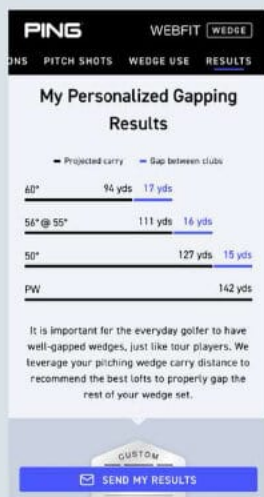 PING WEBFIT WEDGE
ONS PITCH SHOTS WEDGE USE RESULTS
My Personalized Gapping
Results
Projected carry Gap between clubs
60° 94 yds 17 yds
56° @ 55° 111 yds 16 yds
50° 127 yds 15 yds
PW 142 yds
It is important for the everyday golfer to have
well-gapped wedges, just like tour players. We
leverage your pitching wedge carry distance to
recommend the best lofts to properly gap the
rest of your wedge set.
CUSTOM
SEND MY RESULTS